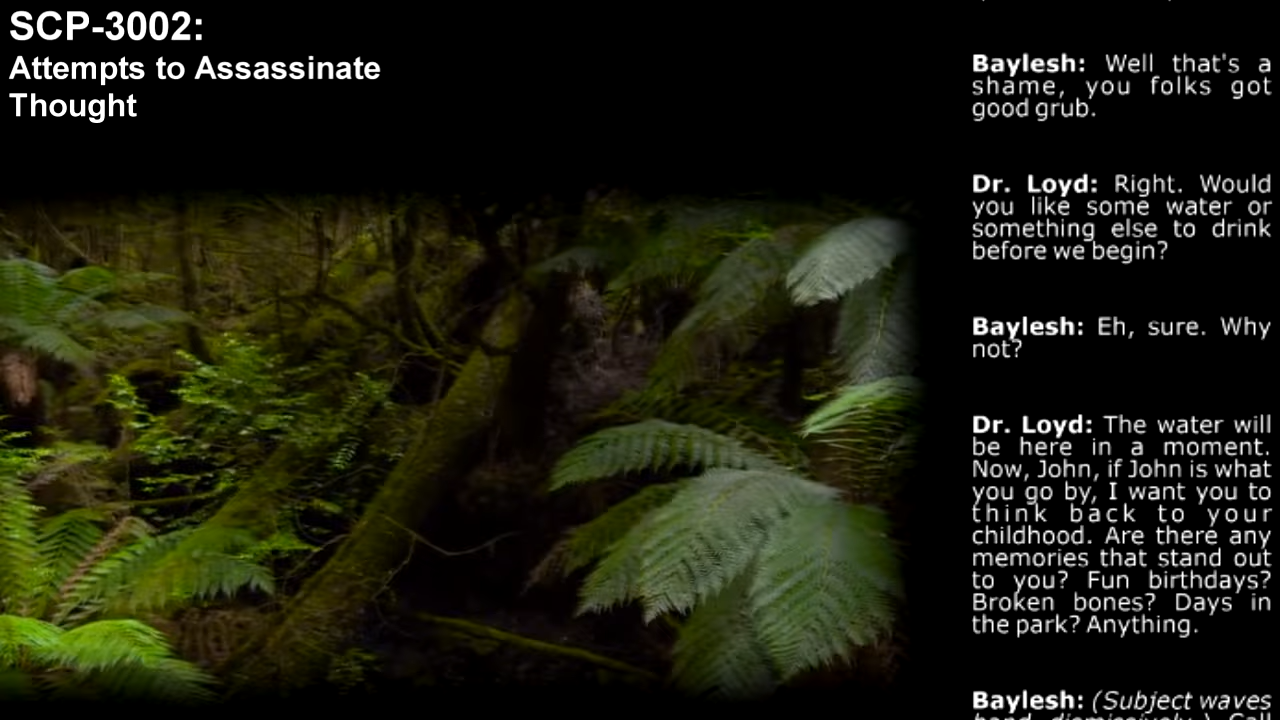 SCP-3002:
Attempts to Assassinate
Thought
Baylesh: Well that's a
shame, you folks got
good grub.
Dr. Loyd: Right. Would
you like some water or
something else to drink
before we begin?
Baylesh: Eh, sure. Why
not?
Dr. Loyd: The water will
be here in a moment.
Now, John, if John is what
you go by, I want you to
think back to your
childhood. Are there any
memories that stand out
to you? Fun birthdays?
Broken bones? Days in
the park? Anything.
Baylesh: (Subject waves